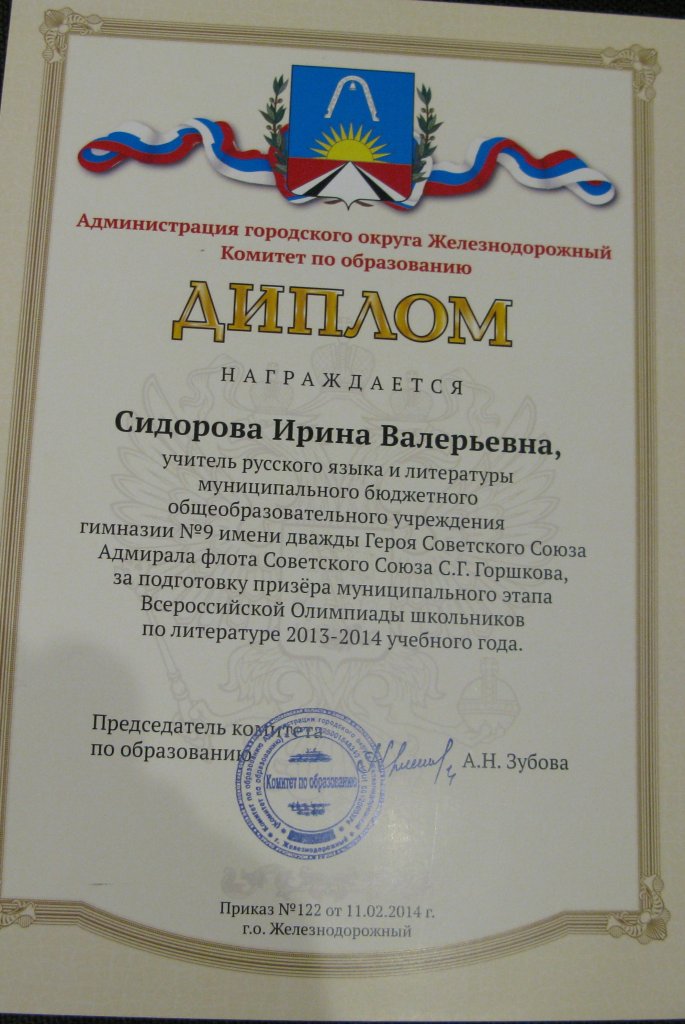 Администрация городского округа Железнодорожный
Комитет по образованию
ДИПЛОМ
НАГРАЖДАЕТСЯ
Сидорова Ирина Валерьевна,
учитель русского языка и литературы
муниципального бюджетного
общеобразовательного учреждения
гимназии №9 имени дважды Героя Советского Союза
Адмирала флота Советского Союза С.Г. Горшкова,
за подготовку призёра муниципального этапа
Всероссийской Олимпиады школьников
по литературе 2013-2014 учебного года.
Председатель комитета
по образованию
А.Н. Зубова
Комитет по образованию
г. Железнодорожный
Приказ №122 от 11.02.2014 г.
г.о. Железнодорожный